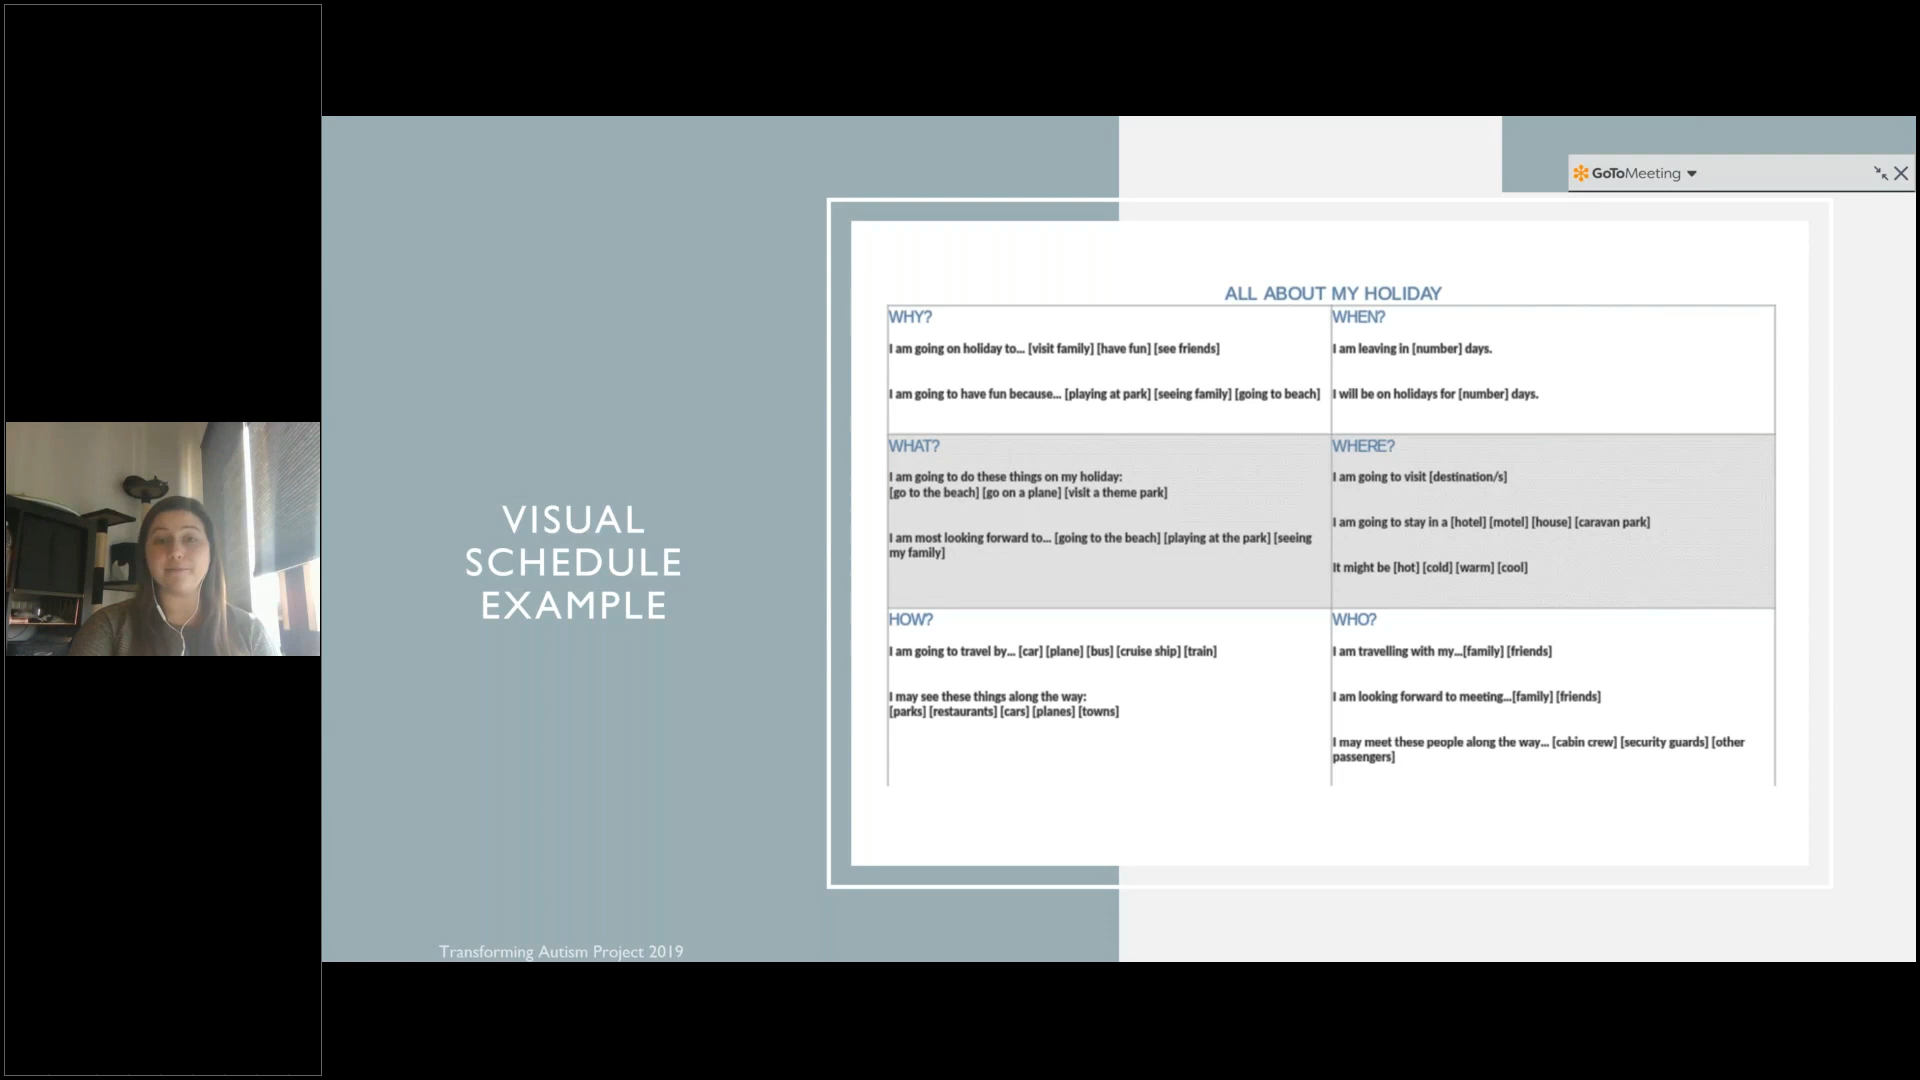 GoToMeeting
VISUAL
SCHEDULE
EXAMPLE
ALL ABOUT MY HOLIDAY
WHY?
I am going on holiday to... [visit family] [have fun] [see friends]
I am going to have fun because... [playing at park] [seeing family] [going to beach]
WHEN?
I am leaving in [number] days.
I will be on holidays for [number] days.
WHAT?
I am going to do these things on my holiday:
[go to the beach] [go on a plane] [visit a theme park]
I am most looking forward to... [going to the beach] [playing at the park] [seeing
my family]
WHERE?
I am going to visit [destination/s]
I am going to stay in a [hotel] [motel] [house] [caravan park]
It might be [hot] [cold] [warm] [cool]
HOW?
I am going to travel by... [car] [plane] [bus] [cruise ship] [train]
I may see these things along the way:
[parks] [restaurants] [cars] [planes] [towns]
WHO?
I am travelling with my...[family] [friends]
I am looking forward to meeting...[family] [friends]
I may meet these people along the way... [cabin crew] [security guards] [other
passengers]
Transforming Autism Project 2019